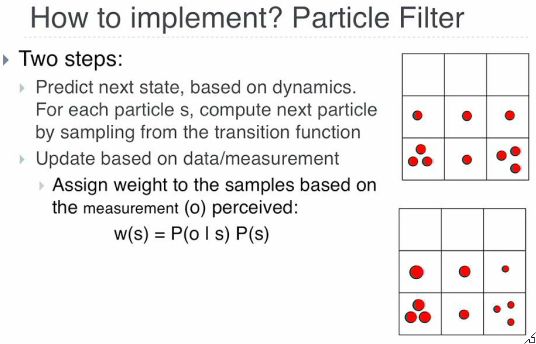 How to implement? Particle Filter
Two steps:
Predict next state, based on dynamics.
For each particle s, compute next particle
by sampling from the transition function
Update based on data/measurement
Assign weight to the samples based on
the measurement (o) perceived:
w(s) = P(o | s) P(s)